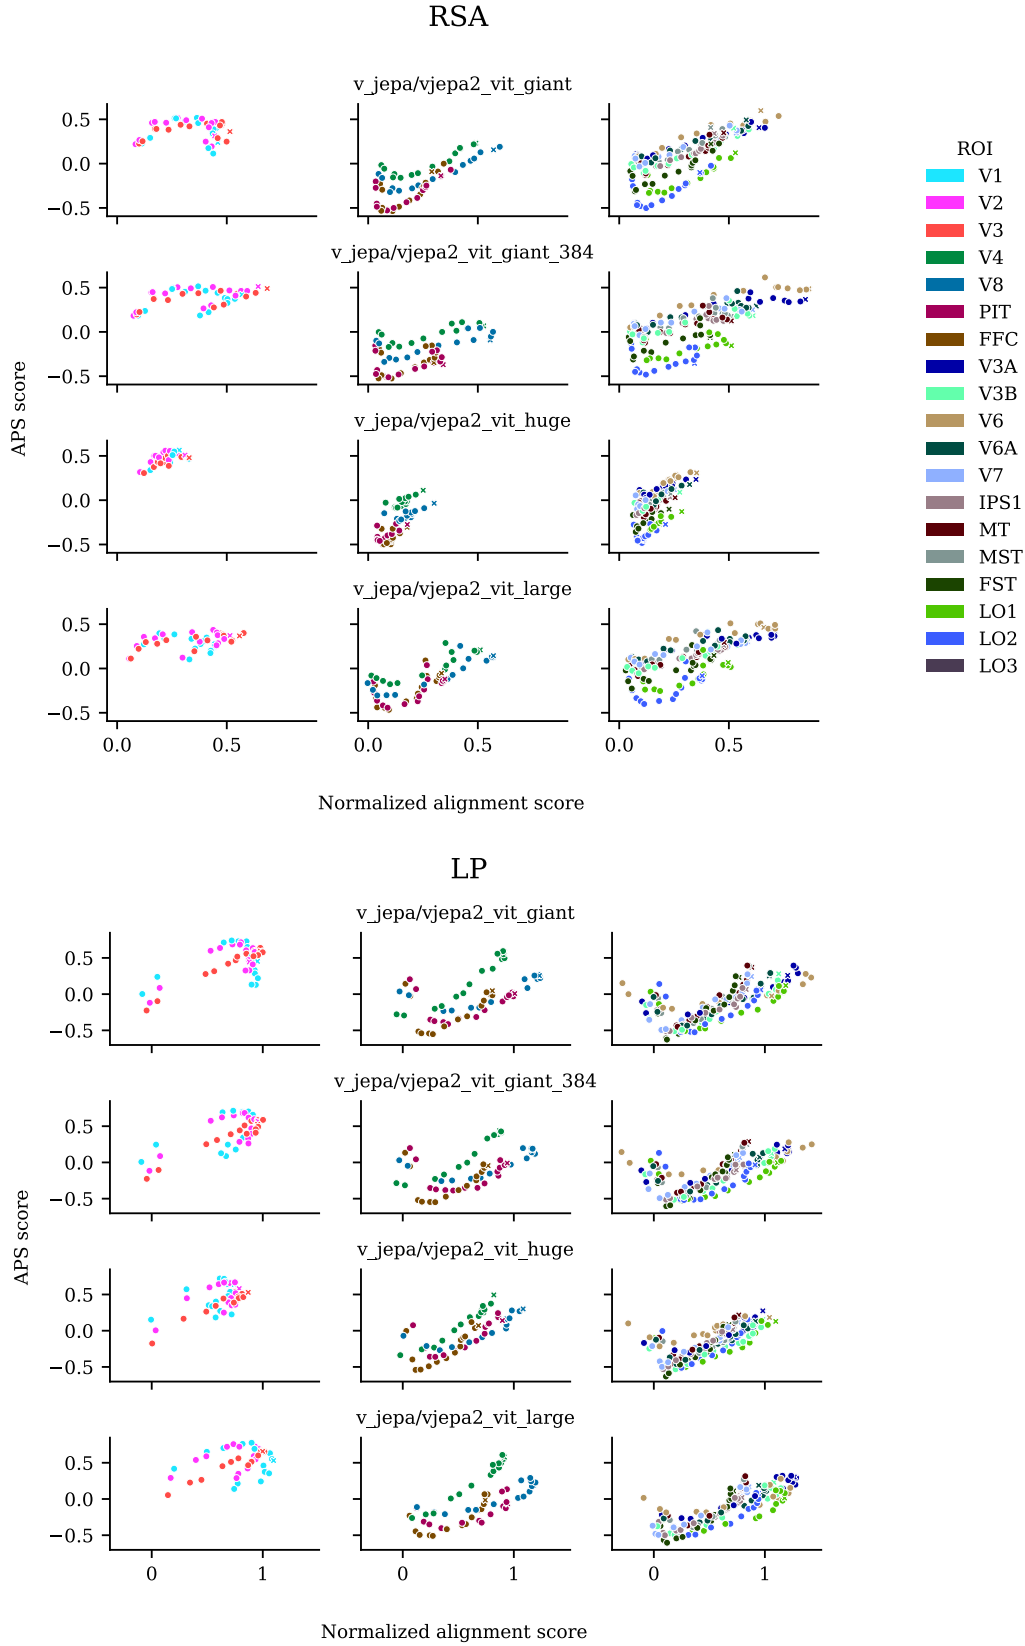 RSA
v_jepa/vjepa2_vit_giant
0.5
0.0
−0.5
v_jepa/vjepa2_vit_giant_384
0.5
0.0
−0.5
v_jepa/vjepa2_vit_huge
0.5
0.0
−0.5
v_jepa/vjepa2_vit_large
0.5
0.0
−0.5
0.0 0.5 0.0 0.5 0.0 0.5
APS score
Normalized alignment score
ROI
V1
V2
V3
V4
V8
PIT
FFC
V3A
V3B
V6
V6A
V7
IPS1
MT
MST
FST
LO1
LO2
LO3
LP
v_jepa/vjepa2_vit_giant
0.5
0.0
−0.5
v_jepa/vjepa2_vit_giant_384
0.5
0.0
−0.5
v_jepa/vjepa2_vit_huge
0.5
0.0
−0.5
v_jepa/vjepa2_vit_large
0.5
0.0
−0.5
0 1 0 1 0 1
APS score
Normalized alignment score